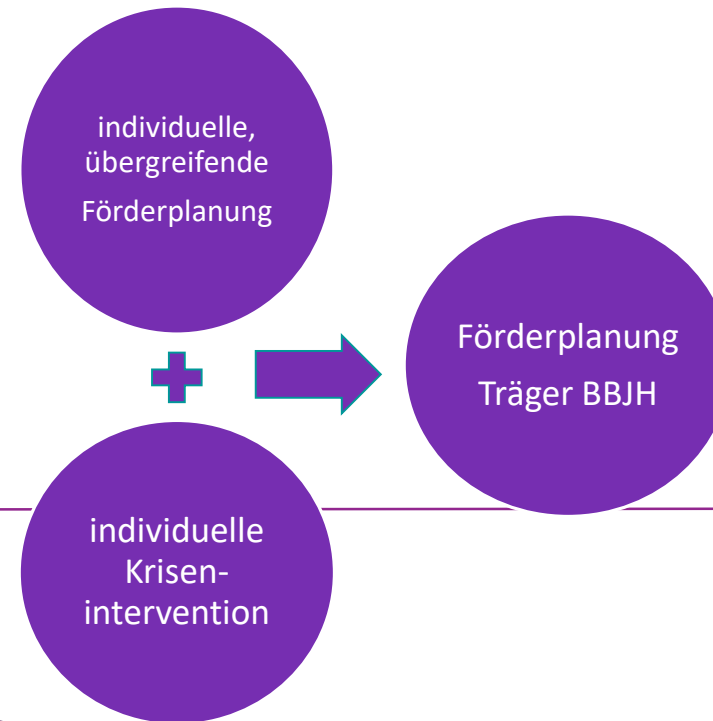 individuelle,
übergreifende
Förderplanung
individuelle
Krisen-
intervention
Förderplanung
Träger BBJH